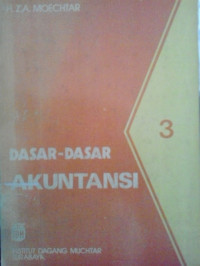 H. Z.A. MOECHTAR
3
DASAR-DASAR
AKUNTANSI
INSTITUT DAGANG MUCHTAR
SURABAYA